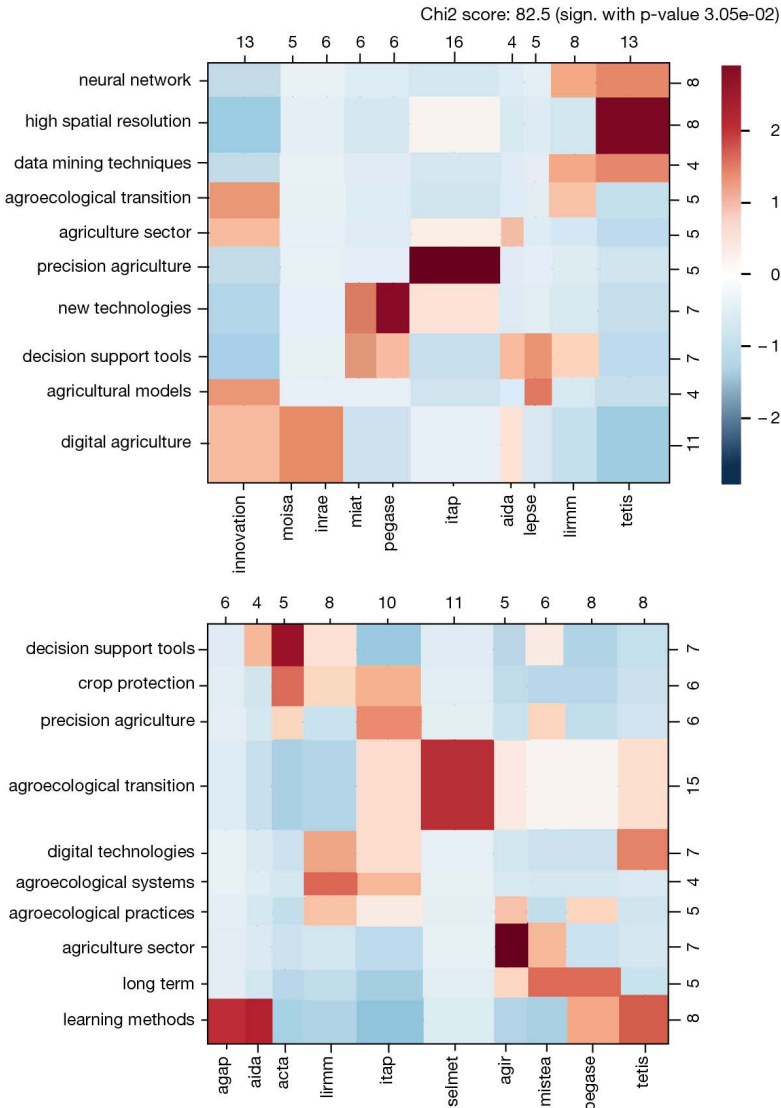 Chi2 score: 82.5 (sign. with p-value 3.05e-02)
13 5 6 6 6 16 4 5 8 13
neural network 8
high spatial resolution 8
data mining techniques 4
agroecological transition 5
agriculture sector 5
precision agriculture 5
new technologies 7
decision support tools 7
agricultural models 4
digital agriculture 11
2
1
0
−1
−2
innovation moisa inrae miat pegase itap aida lepse lirmm tetis
6 4 5 8 10 11 5 6 8 8
decision support tools 7
crop protection 6
precision agriculture 6
agroecological transition 15
digital technologies 7
agroecological systems 4
agroecological practices 5
agriculture sector 7
long term 5
learning methods 8
agap aida acta lirmm itap selmet agir mistea pegase tetis